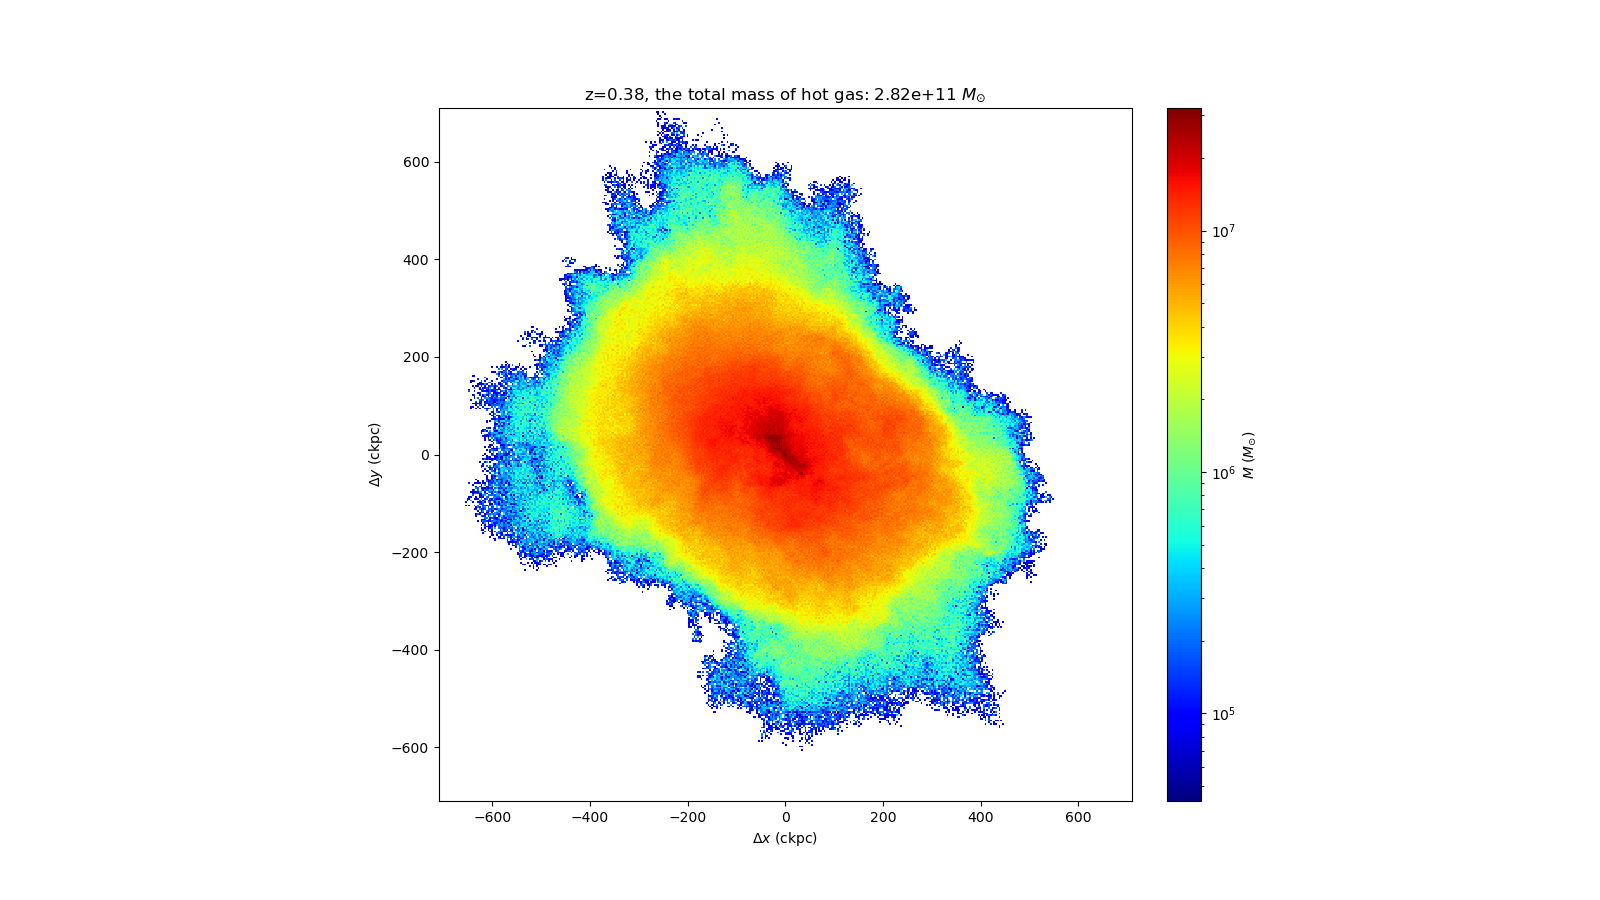 z=0.38, the total mass of hot gas: 2.82e+11 M⊙
600
400
200
0
−200
−400
−600
Δy (ckpc)
−600 −400 −200 0 200 400 600
Δx (ckpc)
10⁷
10⁶
10⁵
M (M⊙)